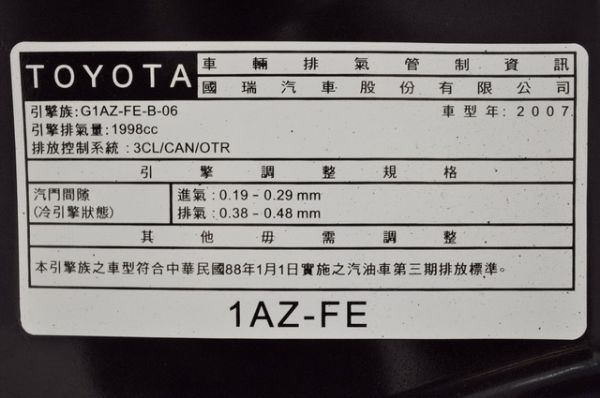 TOYOTA
車輛排氣管制資訊
國瑞汽車股份有限公司
引擎族:G1AZ-FE-B-06 車型年:2007
引擎排氣量:1998cc
排放控制系統:3CL/CAN/OTR
引擎調整規格
汽門間隙 進氣:0.19-0.29mm
(冷引擎狀態) 排氣:0.38-0.48mm
其他毋需調整
本引擎族之車型符合中華民國88年1月1日實施之汽油車第三期排放標準。
1AZ-FE